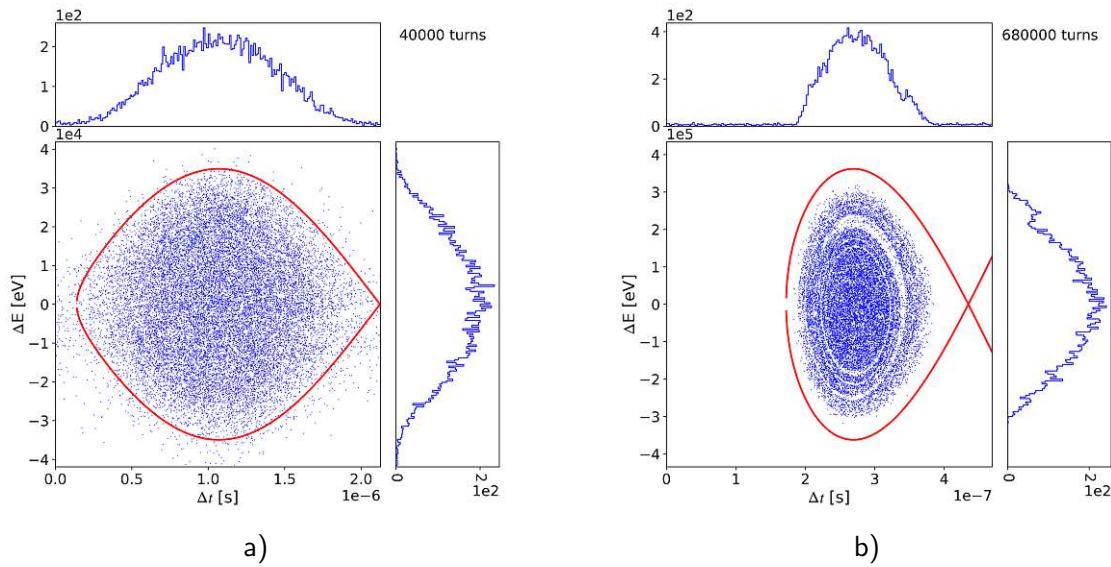 1e2
40000 turns
2
1
0
1e4
4
3
2
1
0
−1
−2
−3
−4
ΔE [eV]
0.0 0.5 1.0 1.5 2.0
Δt [s]
1e−6
0 2
1e2
a)
1e2
680000 turns
4
2
0
1e5
4
3
2
1
0
−1
−2
−3
−4
ΔE [eV]
0 1 2 3 4
Δt [s]
1e−7
0 2
1e2
b)